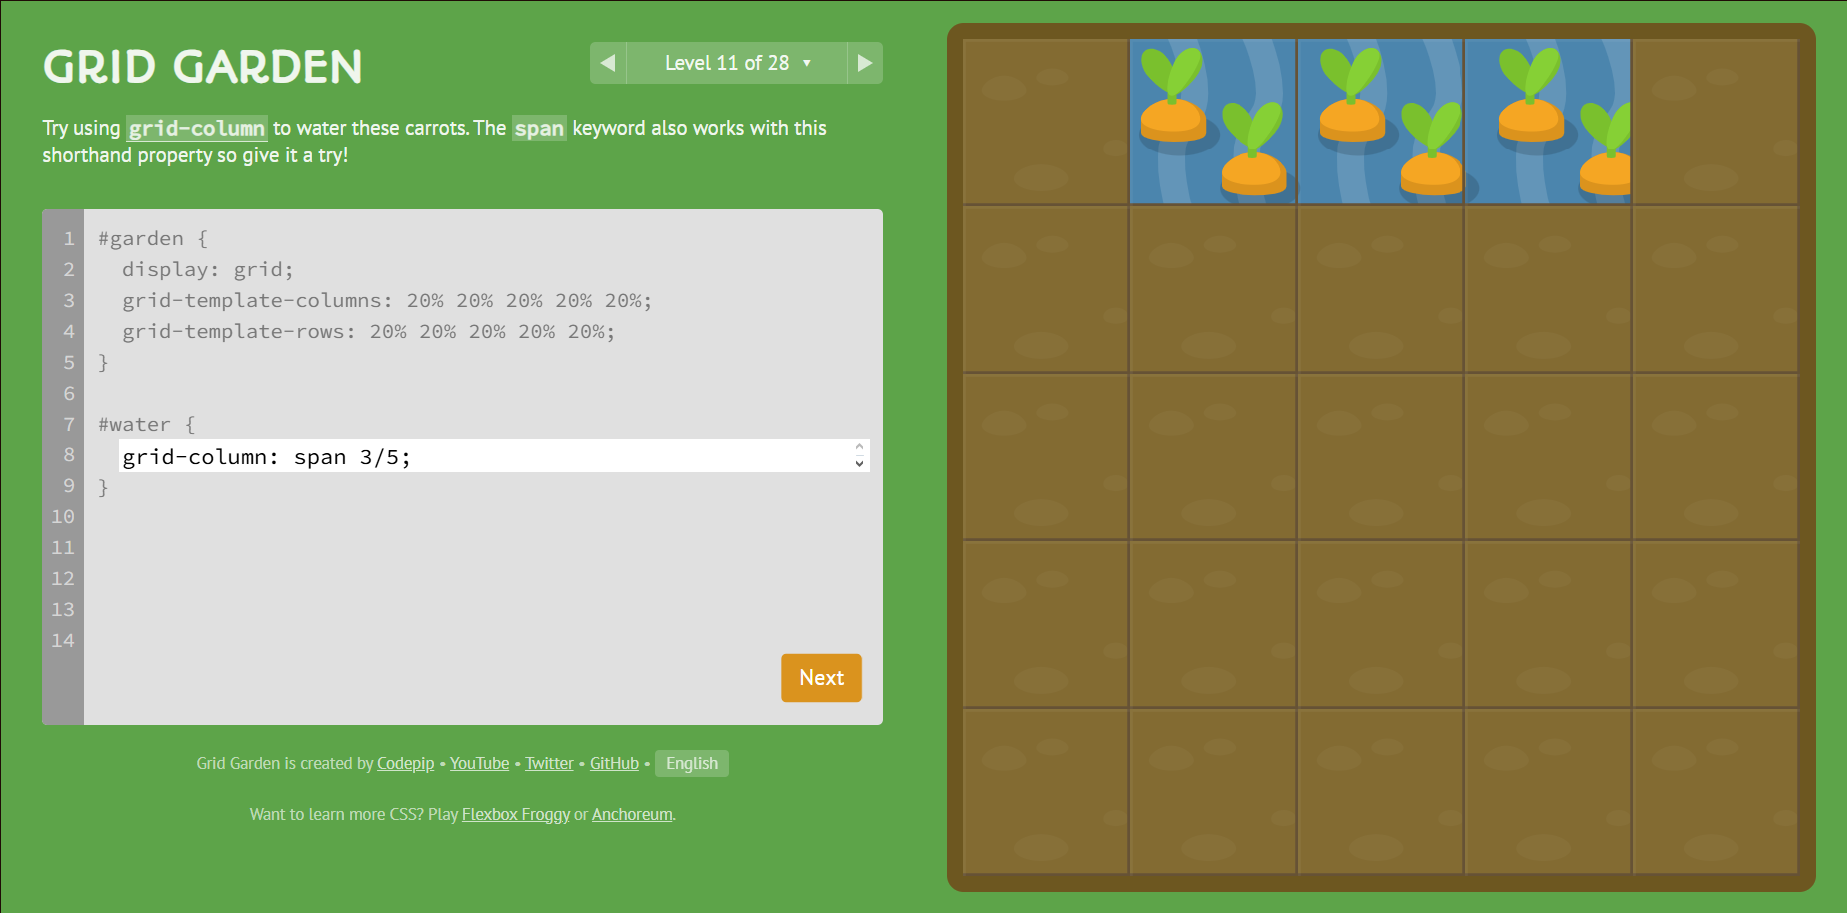 GRID GARDEN
◀ Level 11 of 28 ▼ ▶
Try using grid-column to water these carrots. The span keyword also works with this
shorthand property so give it a try!
1 #garden {
2 display: grid;
3 grid-template-columns: 20% 20% 20% 20% 20%;
4 grid-template-rows: 20% 20% 20% 20% 20%;
5 }
6
7 #water {
8 grid-column: span 3/5;
9 }
10
11
12
13
14
Next
Grid Garden is created by Codepip • YouTube • Twitter • GitHub • English
Want to learn more CSS? Play Flexbox Froggy or Anchoreum.